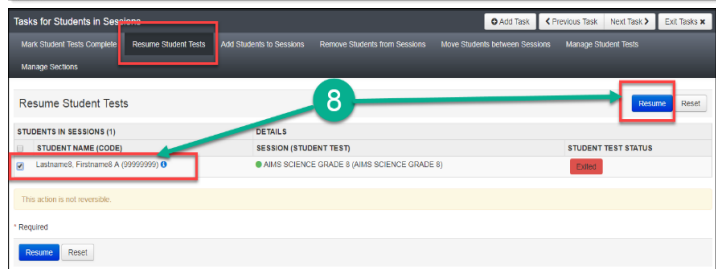 Tasks for Students in Sessions
Add Task
Previous Task
Next Task
Exit Tasks
Mark Student Tests Complete
Resume Student Tests
Add Students to Sessions
Remove Students from Sessions
Move Students between Sessions
Manage Student Tests
Manage Sections
8
Resume Student Tests
Resume
Reset
STUDENTS IN SESSIONS (1)
DETAILS
STUDENT NAME (CODE)
SESSION (STUDENT TEST)
STUDENT TEST STATUS
Lastname8, Firstname8 A (99999999)
AIMS SCIENCE GRADE 8 (AIMS SCIENCE GRADE 8)
Exited
This action is not reversible.
* Required
Resume
Reset